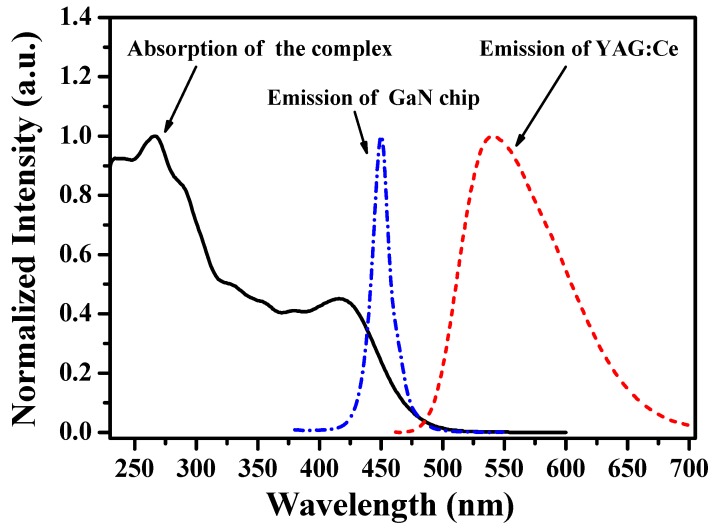 1.4
1.2
1.0
0.8
0.6
0.4
0.2
0.0
Normalized Intensity (a.u.)
Absorption of the complex
Emission of GaN chip
Emission of YAG:Ce
250 300 350 400 450 500 550 600 650 700
Wavelength (nm)